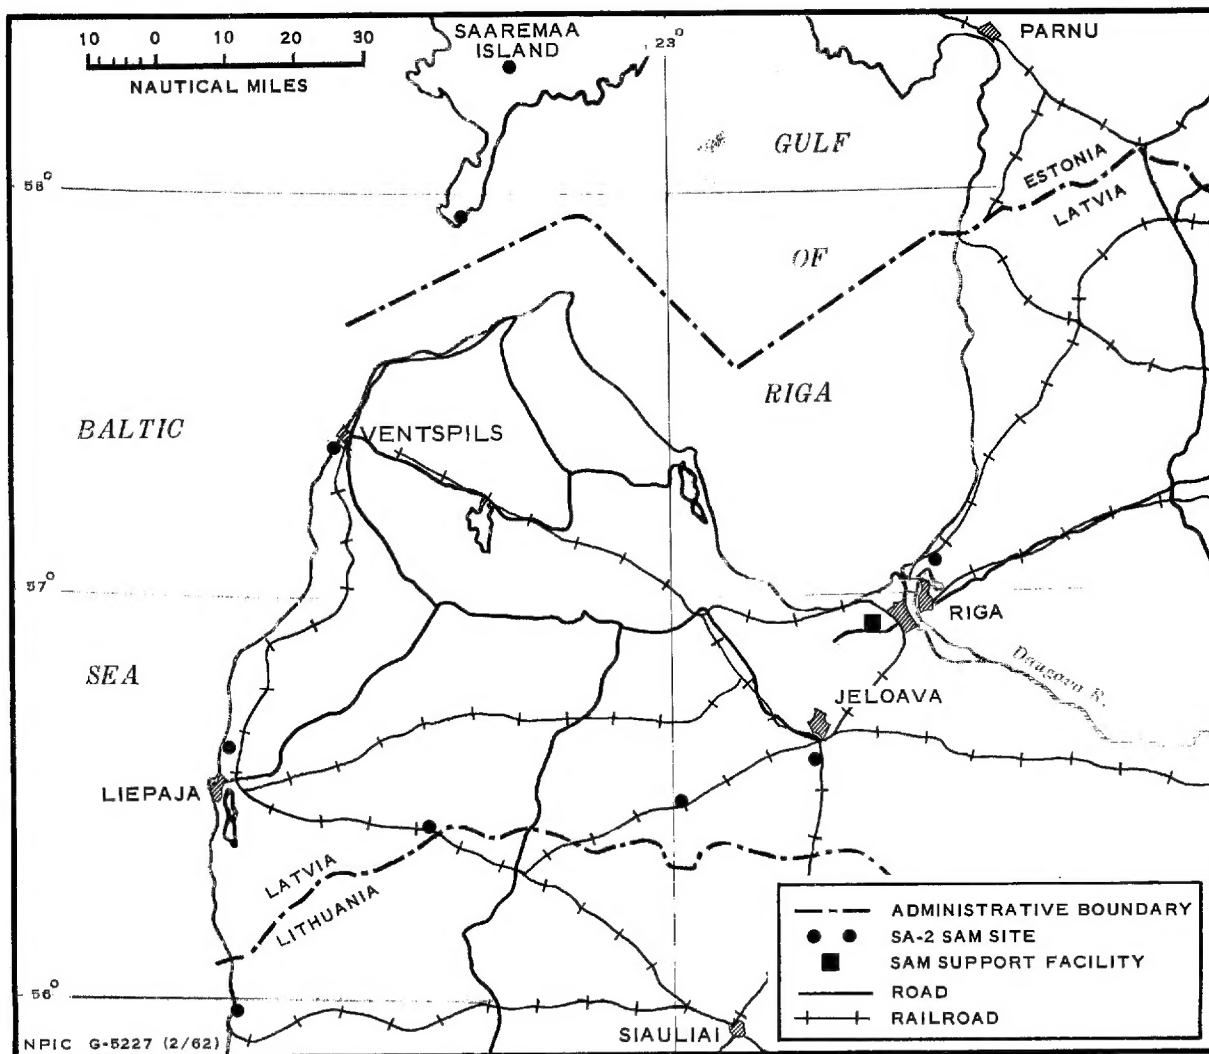 10 0 10 20 30
NAUTICAL MILES
SAAREMAA
ISLAND
23°
PARNU
GULF
58°
ESTONIA
LATVIA
OF
RIGA
BALTIC
VENTSPILS
57°
RIGA
SEA
Daugava R.
JELOAVA
LIEPAJA
LATVIA
LITHUANIA
56°
SIAULIAI
ADMINISTRATIVE BOUNDARY
SA-2 SAM SITE
SAM SUPPORT FACILITY
ROAD
RAILROAD
NPIC G-5227 (2/62)